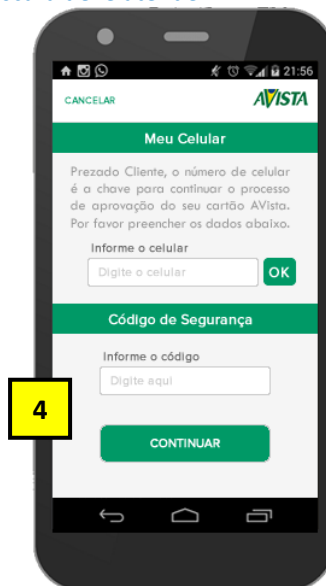 21:56
CANCELAR
AVISTA
Meu Celular
Prezado Cliente, o número de celular
é a chave para continuar o processo
de aprovação do seu cartão AVista.
Por favor preencher os dados abaixo.
Informe o celular
Digite o celular
OK
Código de Segurança
Informe o código
Digite aqui
4
CONTINUAR